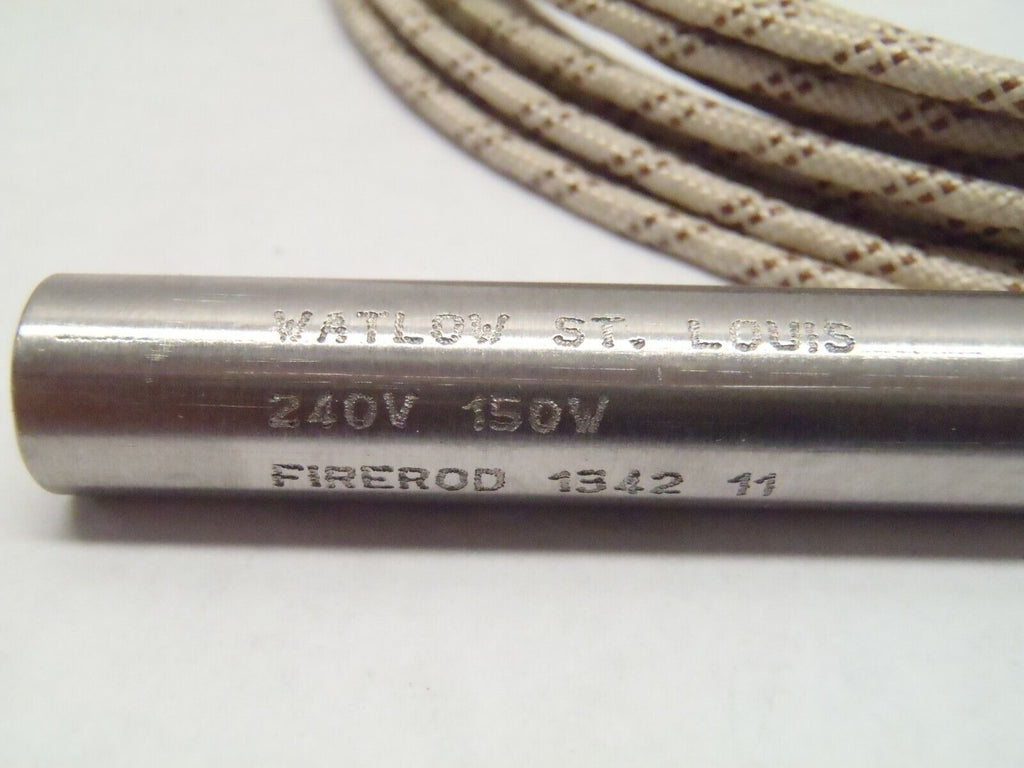 WATLOW ST. LOUIS
240V 150W
FIREROD 1342 11